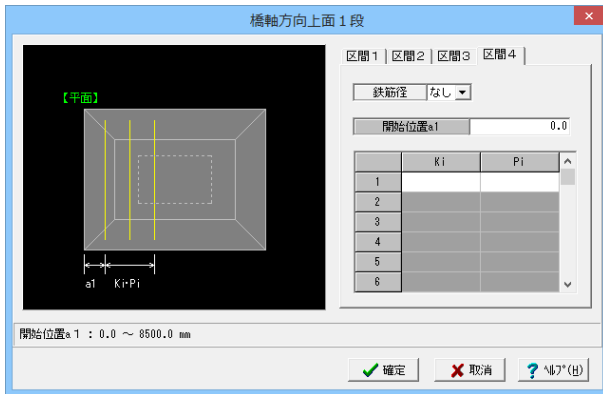 橋軸方向上面１段
×
区間１ 区間２ 区間３ 区間４
【平面】
鉄筋径 なし
開始位置a1 0.0
Ki Pi
1
2
3
4
5
6
a1 Ki・Pi
開始位置a１ : 0.0 ～ 8500.0 mm
確定 取消 ? ﾍﾙﾌﾟ(H)